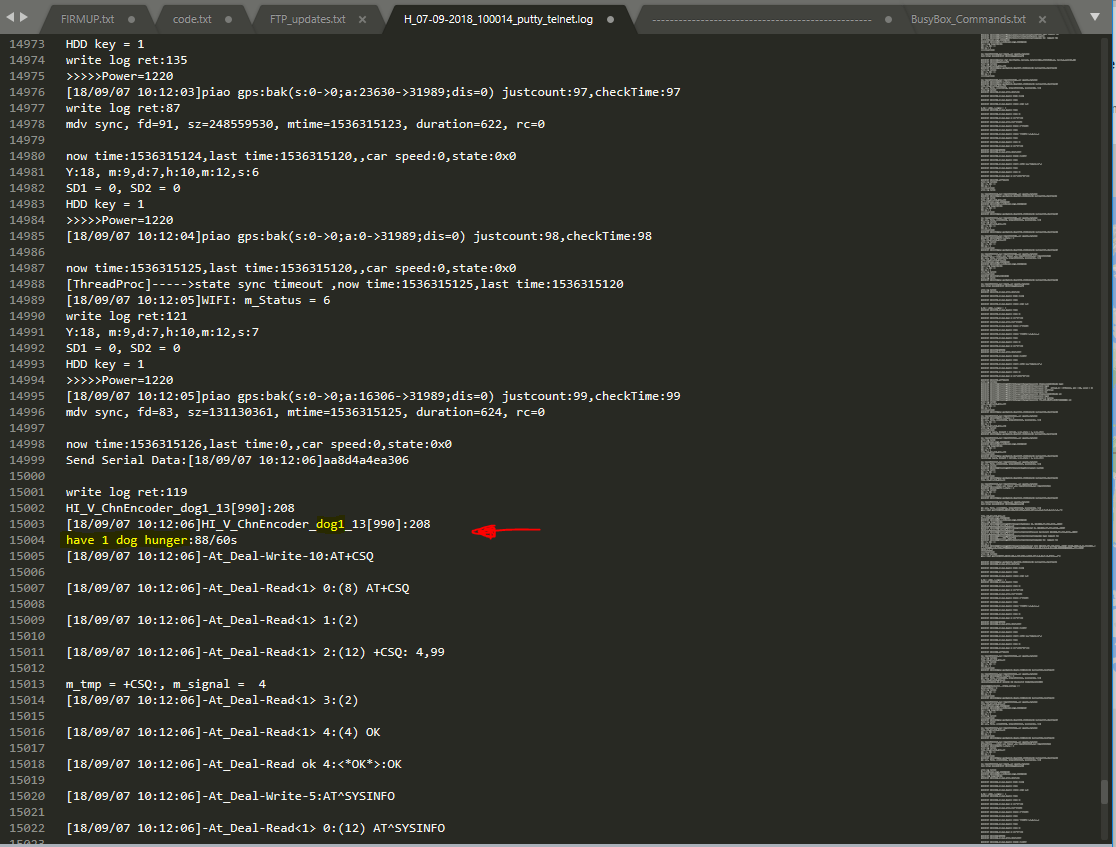 FIRMUP.txt code.txt FTP_updates.txt H_07-09-2018_100014_putty_telnet.log --------------------------------------- BusyBox_Commands.txt
14973 HDD key = 1
14974 write log ret:135
14975 >>>>>Power=1220
14976 [18/09/07 10:12:03]piao gps:bak(s:0->0;a:23630->31989;dis=0) justcount:97,checkTime:97
14977 write log ret:87
14978 mdv sync, fd=91, sz=248559530, mtime=1536315123, duration=622, rc=0
14979
14980 now time:1536315124,last time:1536315120,,car speed:0,state:0x0
14981 Y:18, m:9,d:7,h:10,m:12,s:6
14982 SD1 = 0, SD2 = 0
14983 HDD key = 1
14984 >>>>>Power=1220
14985 [18/09/07 10:12:04]piao gps:bak(s:0->0;a:0->31989;dis=0) justcount:98,checkTime:98
14986
14987 now time:1536315125,last time:1536315120,,car speed:0,state:0x0
14988 [ThreadProc]----->state sync timeout ,now time:1536315125,last time:1536315120
14989 [18/09/07 10:12:05]WIFI: m_Status = 6
14990 write log ret:121
14991 Y:18, m:9,d:7,h:10,m:12,s:7
14992 SD1 = 0, SD2 = 0
14993 HDD key = 1
14994 >>>>>Power=1220
14995 [18/09/07 10:12:05]piao gps:bak(s:0->0;a:16306->31989;dis=0) justcount:99,checkTime:99
14996 mdv sync, fd=83, sz=131130361, mtime=1536315125, duration=624, rc=0
14997
14998 now time:1536315126,last time:0,,car speed:0,state:0x0
14999 Send Serial Data:[18/09/07 10:12:06]aa8d4a4ea306
15000
15001 write log ret:119
15002 HI_V_ChnEncoder_dog1_13[990]:208
15003 [18/09/07 10:12:06]HI_V_ChnEncoder_dog1_13[990]:208
15004 have 1 dog hunger:88/60s
15005 [18/09/07 10:12:06]-At_Deal-Write-10:AT+CSQ
15006
15007 [18/09/07 10:12:06]-At_Deal-Read<1> 0:(8) AT+CSQ
15008
15009 [18/09/07 10:12:06]-At_Deal-Read<1> 1:(2)
15010
15011 [18/09/07 10:12:06]-At_Deal-Read<1> 2:(12) +CSQ: 4,99
15012
15013 m_tmp = +CSQ:, m_signal =  4
15014 [18/09/07 10:12:06]-At_Deal-Read<1> 3:(2)
15015
15016 [18/09/07 10:12:06]-At_Deal-Read<1> 4:(4) OK
15017
15018 [18/09/07 10:12:06]-At_Deal-Read ok 4:<*OK*>:OK
15019
15020 [18/09/07 10:12:06]-At_Deal-Write-5:AT^SYSINFO
15021
15022 [18/09/07 10:12:06]-At_Deal-Read<1> 0:(12) AT^SYSINFO
15023